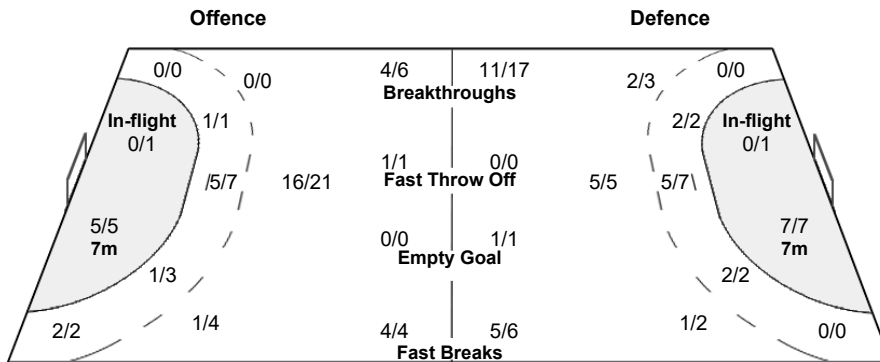 Offence Defence
0/0 0/0 4/6 11/17 2/3 0/0
Breakthroughs
In-flight 1/1 2/2 In-flight
0/1 0/1
1/1 0/0
5/7 16/21 Fast Throw Off 5/5 5/7
5/5 7/7
7m 0/0 1/1 7m
Empty Goal
1/3 2/2
2/2 1/4 4/4 5/6 1/2 0/0
Fast Breaks